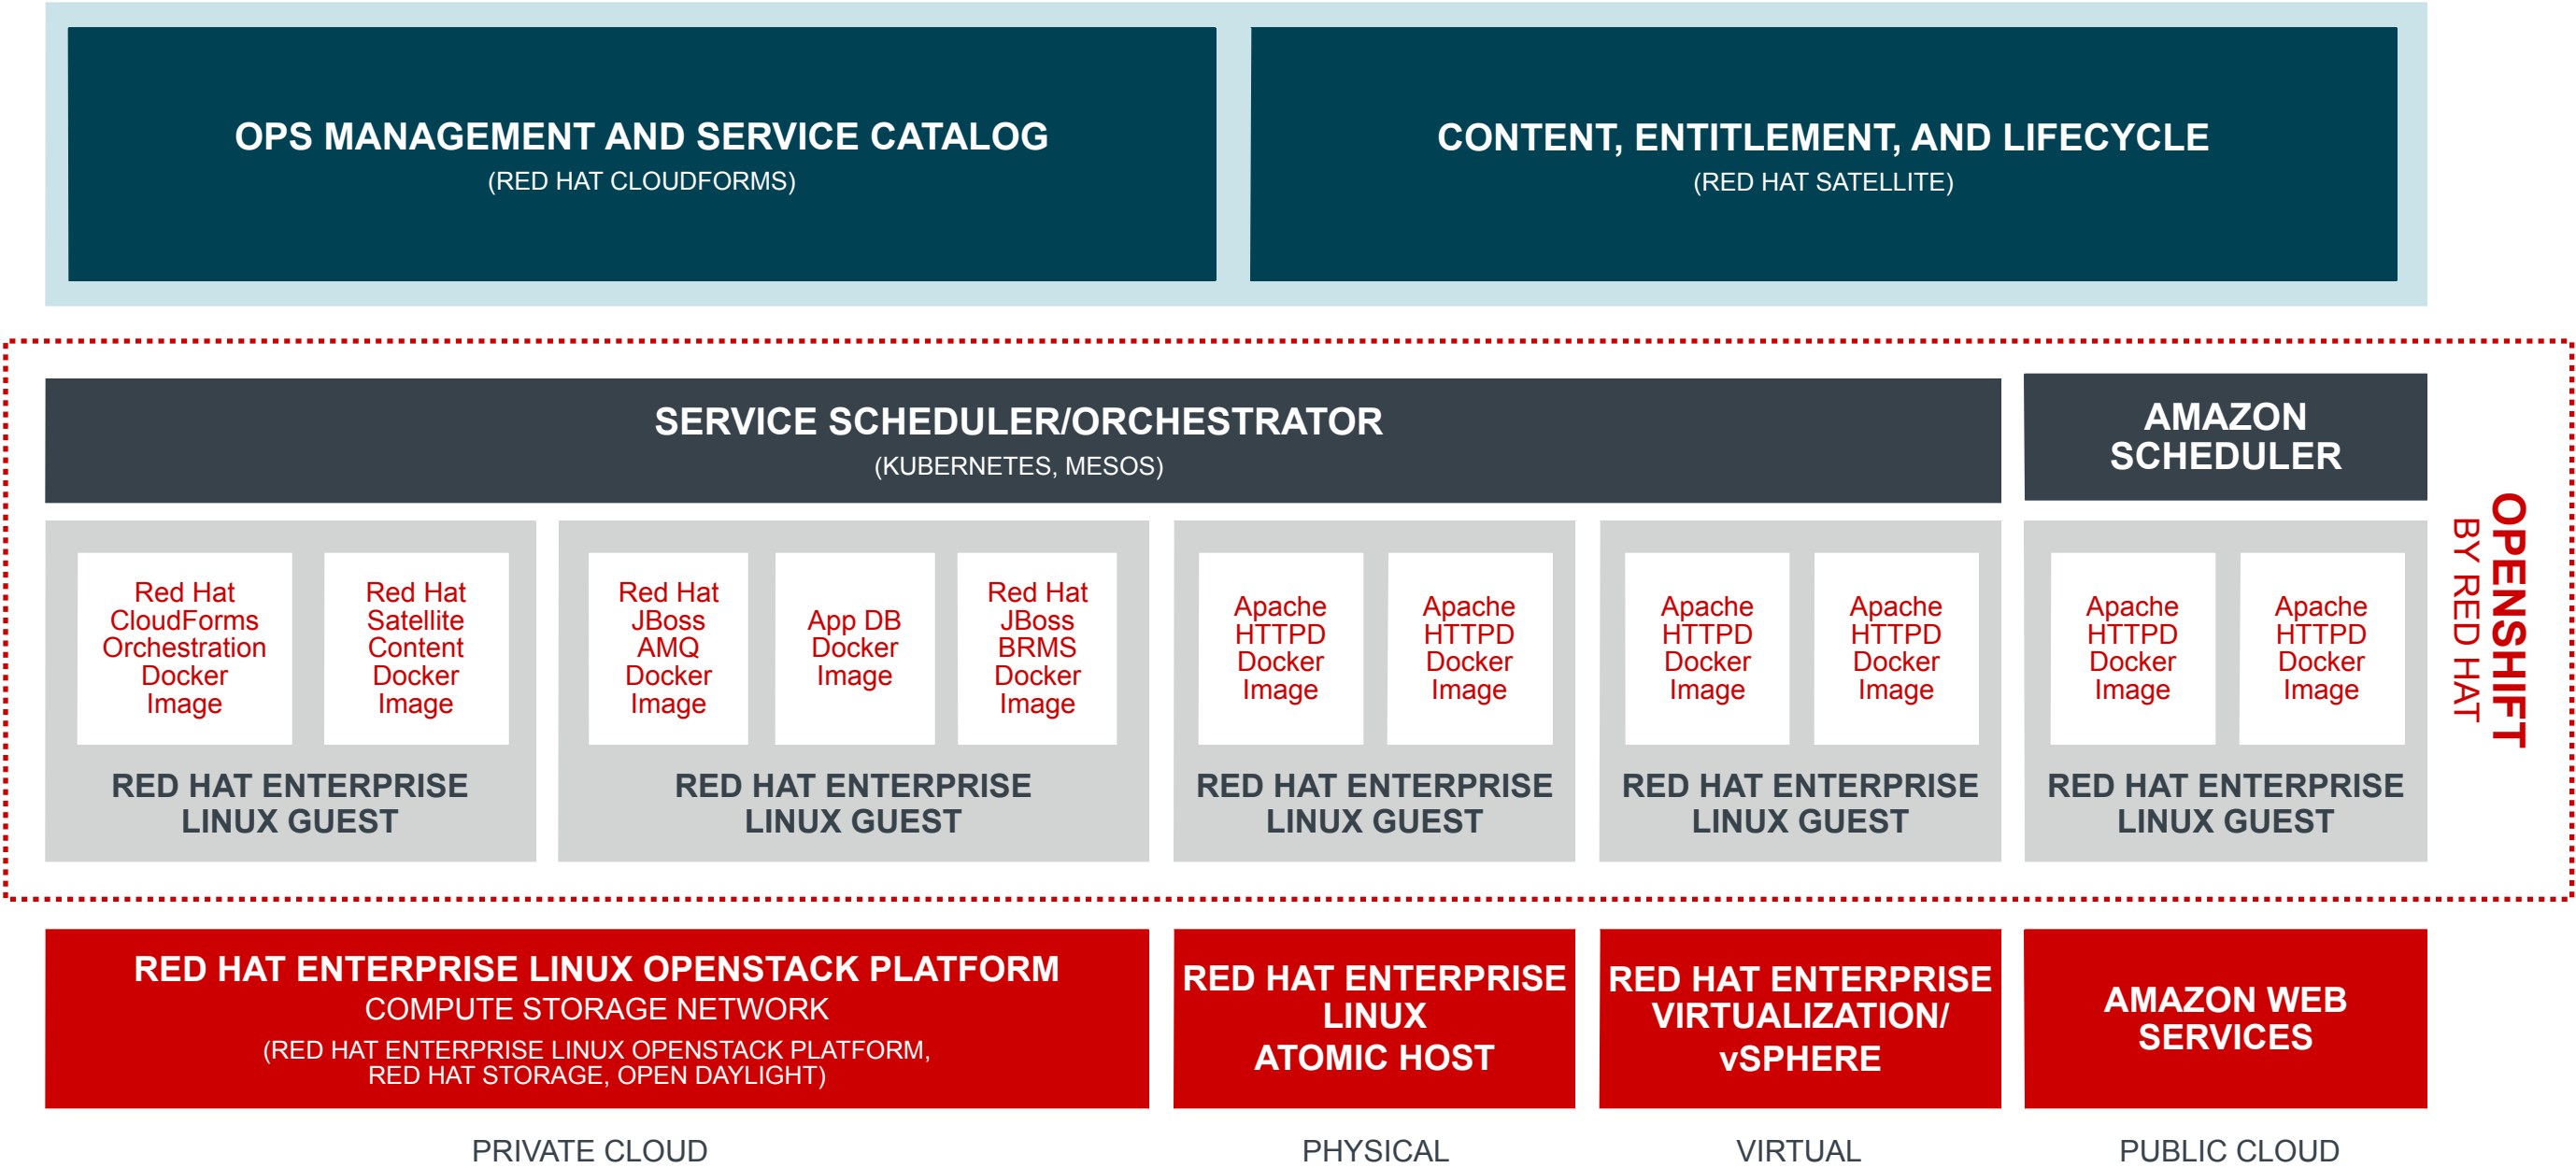 OPS MANAGEMENT AND SERVICE CATALOG
(RED HAT CLOUDFORMS)
CONTENT, ENTITLEMENT, AND LIFECYCLE
(RED HAT SATELLITE)
SERVICE SCHEDULER/ORCHESTRATOR
(KUBERNETES, MESOS)
AMAZON
SCHEDULER
Red Hat
CloudForms
Orchestration
Docker
Image
Red Hat
Satellite
Content
Docker
Image
RED HAT ENTERPRISE
LINUX GUEST
Red Hat
JBoss
AMQ
Docker
Image
App DB
Docker
Image
Red Hat
JBoss
BRMS
Docker
Image
RED HAT ENTERPRISE
LINUX GUEST
Apache
HTTPD
Docker
Image
Apache
HTTPD
Docker
Image
RED HAT ENTERPRISE
LINUX GUEST
Apache
HTTPD
Docker
Image
Apache
HTTPD
Docker
Image
RED HAT ENTERPRISE
LINUX GUEST
Apache
HTTPD
Docker
Image
Apache
HTTPD
Docker
Image
RED HAT ENTERPRISE
LINUX GUEST
OPENSHIFT
BY RED HAT
RED HAT ENTERPRISE LINUX OPENSTACK PLATFORM
COMPUTE STORAGE NETWORK
(RED HAT ENTERPRISE LINUX OPENSTACK PLATFORM,
RED HAT STORAGE, OPEN DAYLIGHT)
RED HAT ENTERPRISE
LINUX
ATOMIC HOST
RED HAT ENTERPRISE
VIRTUALIZATION/
vSPHERE
AMAZON WEB
SERVICES
PRIVATE CLOUD
PHYSICAL
VIRTUAL
PUBLIC CLOUD